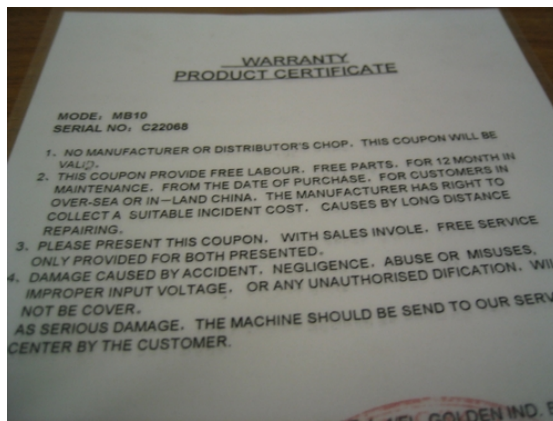 WARRANTY
PRODUCT CERTIFICATE
MODE: MB10
SERIAL NO: C22068
1. NO MANUFACTURER OR DISTRIBUTOR'S CHOP. THIS COUPON WILL BE
VALID.
2. THIS COUPON PROVIDE FREE LABOUR. FREE PARTS. FOR 12 MONTH IN
MAINTENANCE. FROM THE DATE OF PURCHASE. FOR CUSTOMERS IN
OVER-SEA OR IN-LAND CHINA. THE MANUFACTURER HAS RIGHT TO
COLLECT A SUITABLE INCIDENT COST. CAUSES BY LONG DISTANCE
REPAIRING.
3. PLEASE PRESENT THIS COUPON. WITH SALES INVOLE. FREE SERVICE
ONLY PROVIDED FOR BOTH PRESENTED.
4. DAMAGE CAUSED BY ACCIDENT. NEGLIGENCE. ABUSE OR MISUSES,
IMPROPER INPUT VOLTAGE. OR ANY UNAUTHORISED DIFICATION. WIL
NOT BE COVER.
AS SERIOUS DAMAGE. THE MACHINE SHOULD BE SEND TO OUR SERV
CENTER BY THE CUSTOMER.
GOLDEN IND.